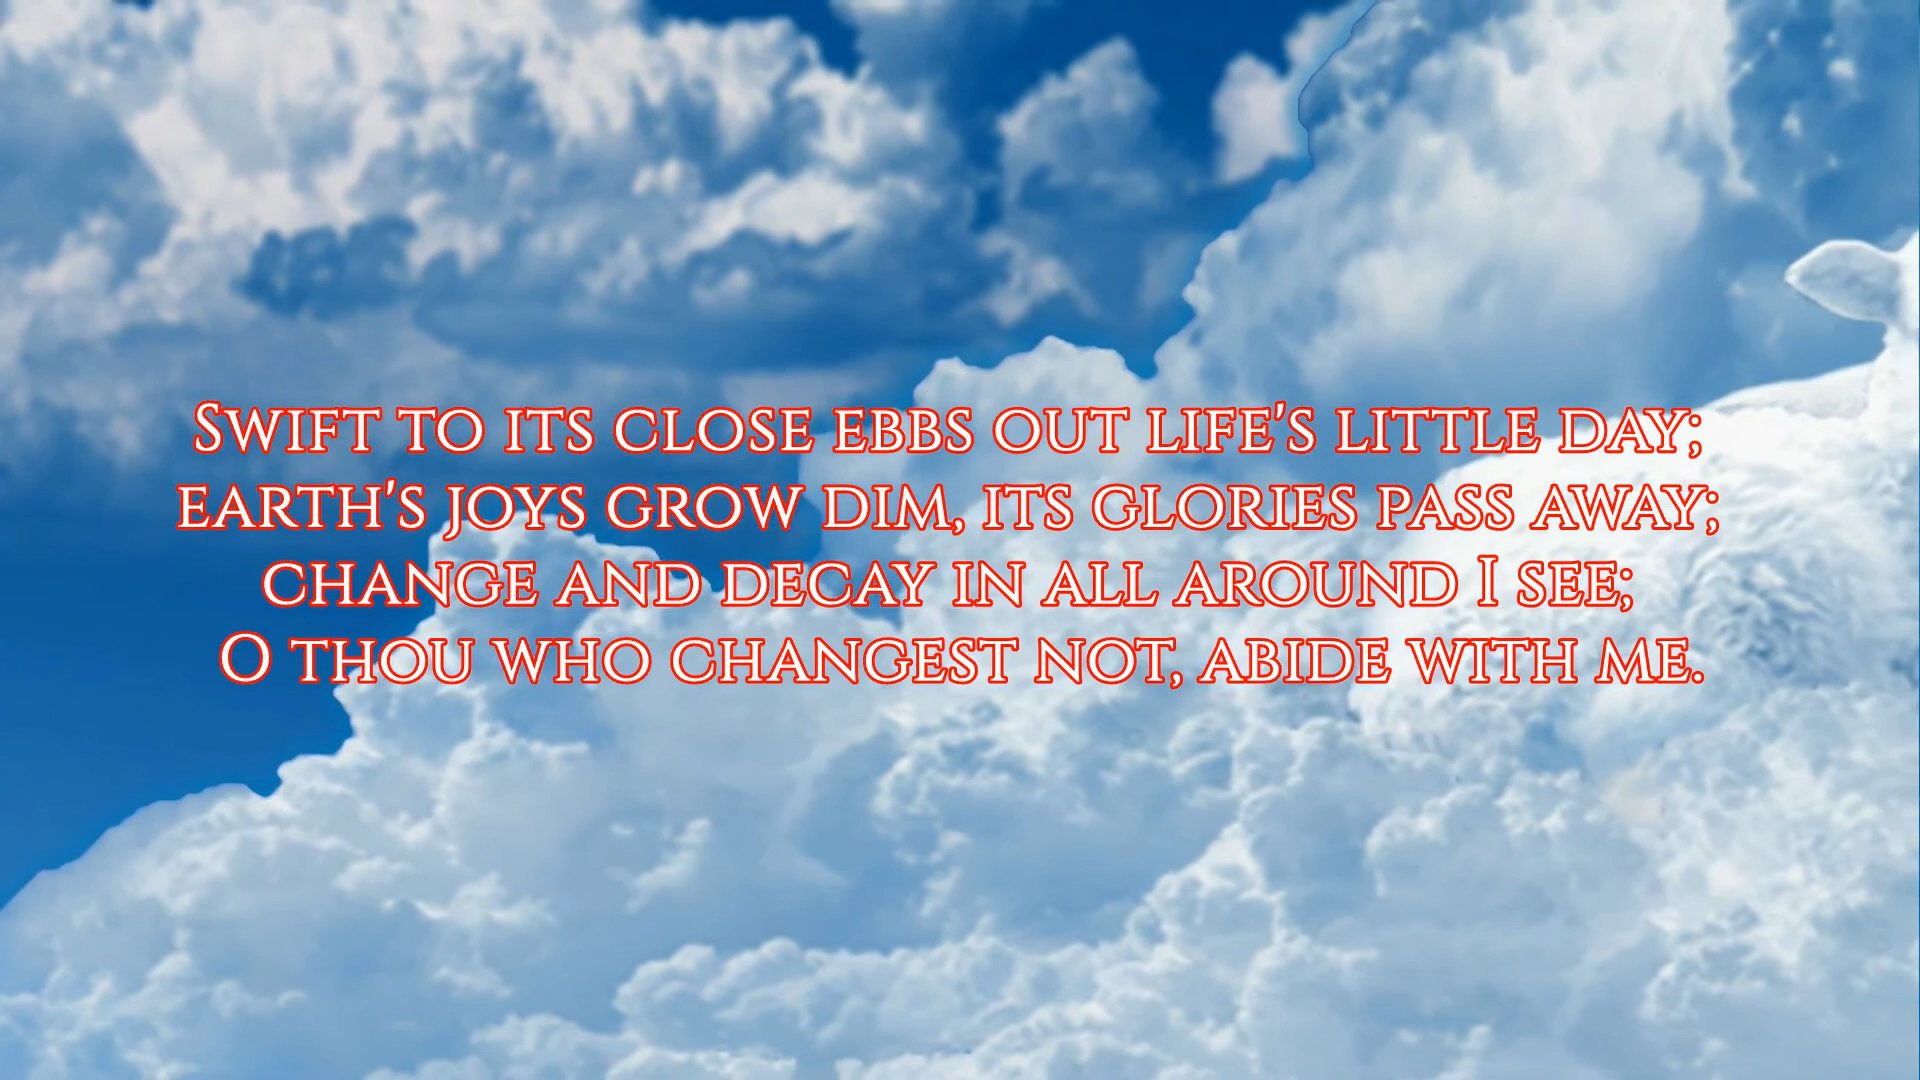 Swift to its close ebbs out life's little day;
earth's joys grow dim, its glories pass away;
change and decay in all around I see;
O thou who changest not, abide with me.